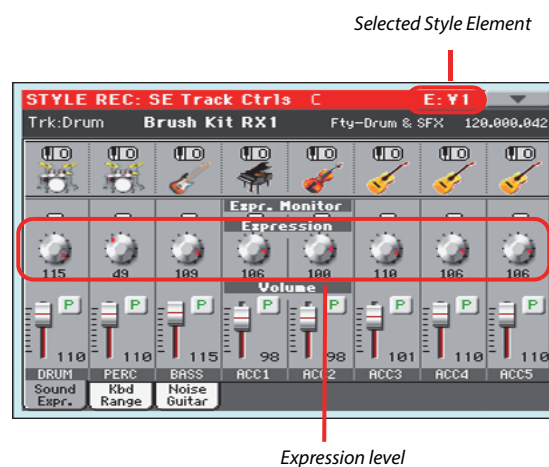 Selected Style Element
STYLE REC: SE Track Ctrls C E: V1
Trk:Drum Brush Kit RX1 Fty-Drum & SFX 120.000.042
Expr. Monitor
Expression
115 49 109 106 100 110 106 106
Volume
P P P P P P P P
110 110 115 98 98 101 110 110
DRUM PERC BASS ACC1 ACC2 ACC3 ACC4 ACC5
Sound Expr. Kbd Range Noise Guitar
Expression level